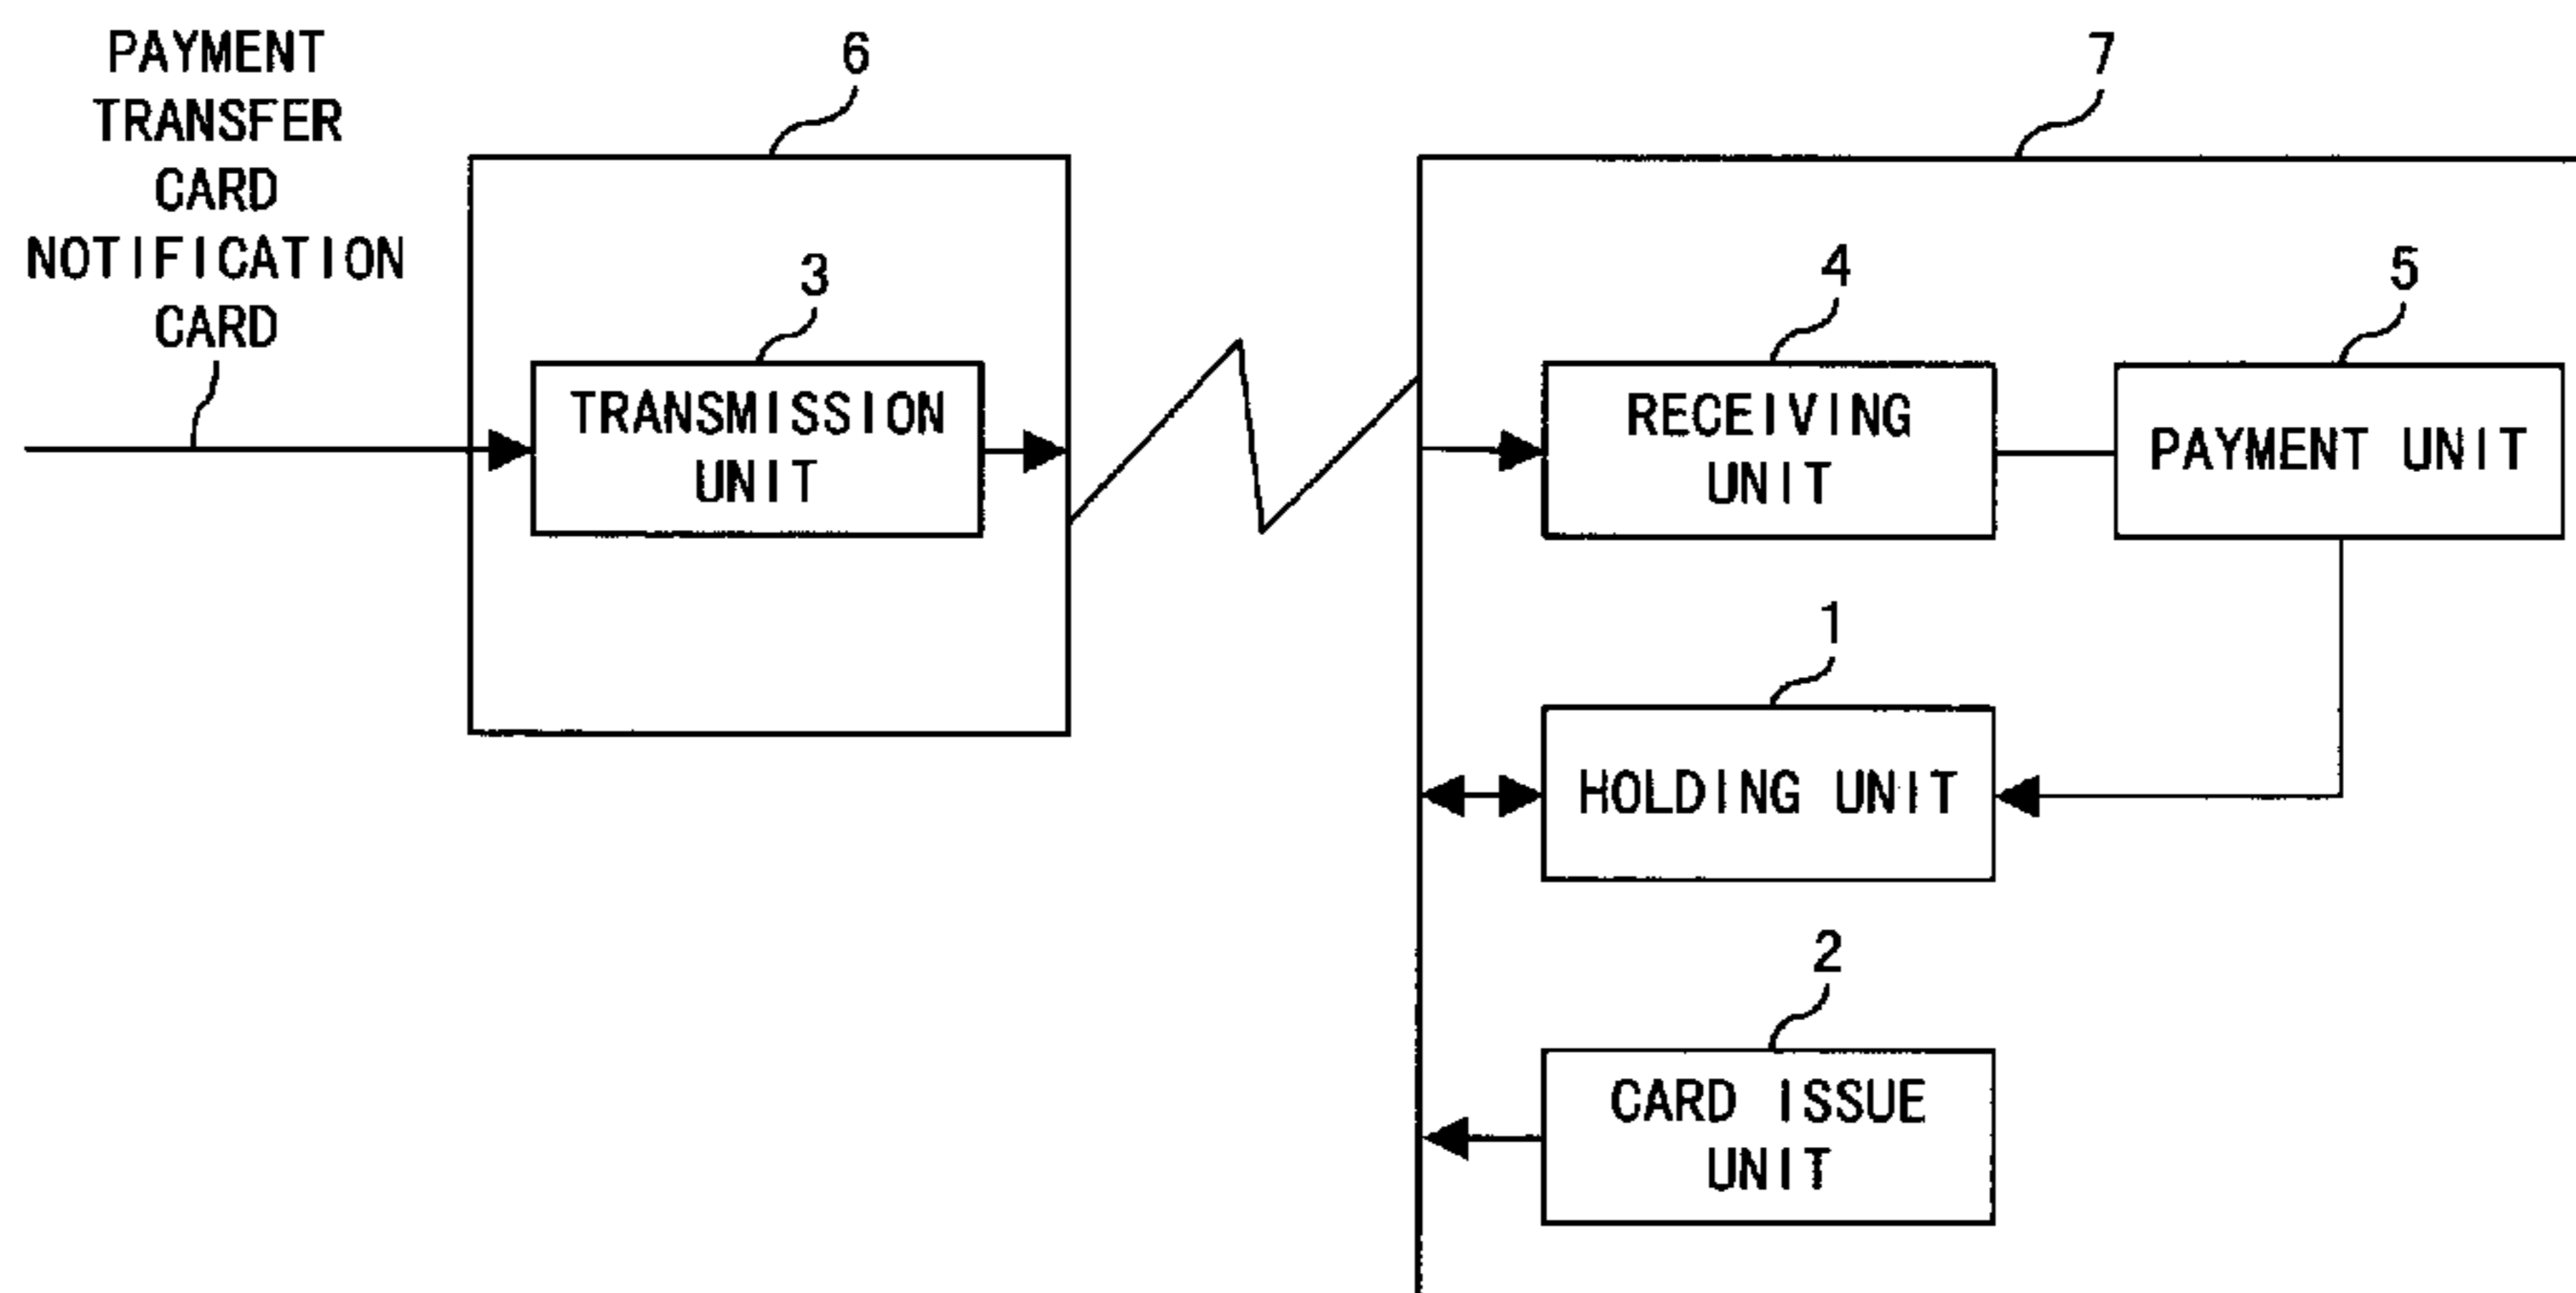 PAYMENT
TRANSFER
CARD
NOTIFICATION
CARD
6
3
TRANSMISSION
UNIT
7
4
RECEIVING
UNIT
5
PAYMENT UNIT
1
HOLDING UNIT
2
CARD ISSUE
UNIT